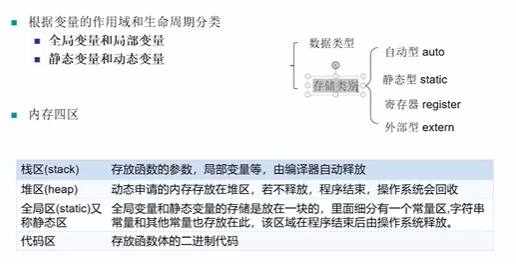 根据变量的作用域和生命周期分类
全局变量和局部变量
静态变量和动态变量
数据类型
存储类别
自动型 auto
静态型 static
寄存器 register
外部型 extern
内存四区
栈区(stack) 存放函数的参数，局部变量等，由编译器自动释放
堆区(heap) 动态申请的内存存放在堆区，若不释放，程序结束，操作系统会回收
全局区(static)又 全局变量和静态变量的存储是放在一块的，里面细分有一个常量区,字符串
称静态区 常量和其他常量也存放在此，该区域在程序结束后由操作系统释放。
代码区 存放函数体的二进制代码